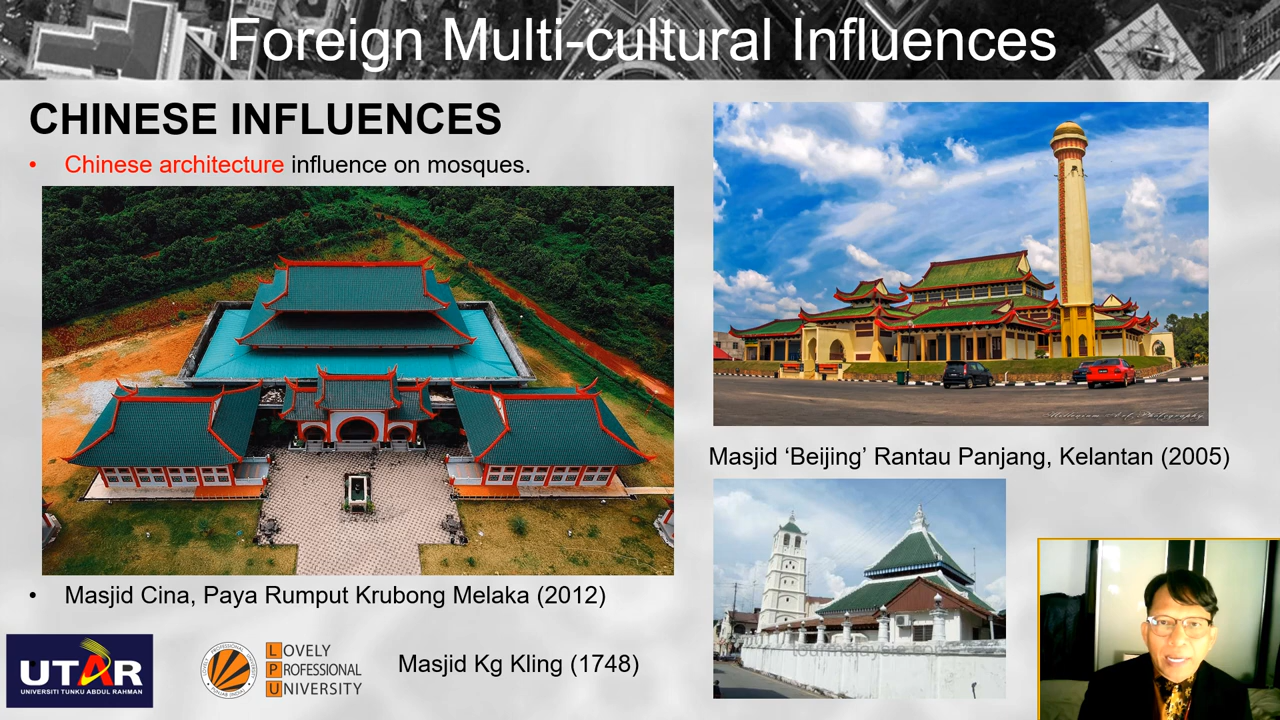 Foreign Multi-cultural Influences
CHINESE INFLUENCES
• Chinese architecture influence on mosques.
Masjid ‘Beijing’ Rantau Panjang, Kelantan (2005)
• Masjid Cina, Paya Rumput Krubong Melaka (2012)
Masjid Kg Kling (1748)
UTAR
UNIVERSITI TUNKU ABDUL RAHMAN
LOVELY
PROFESSIONAL
UNIVERSITY